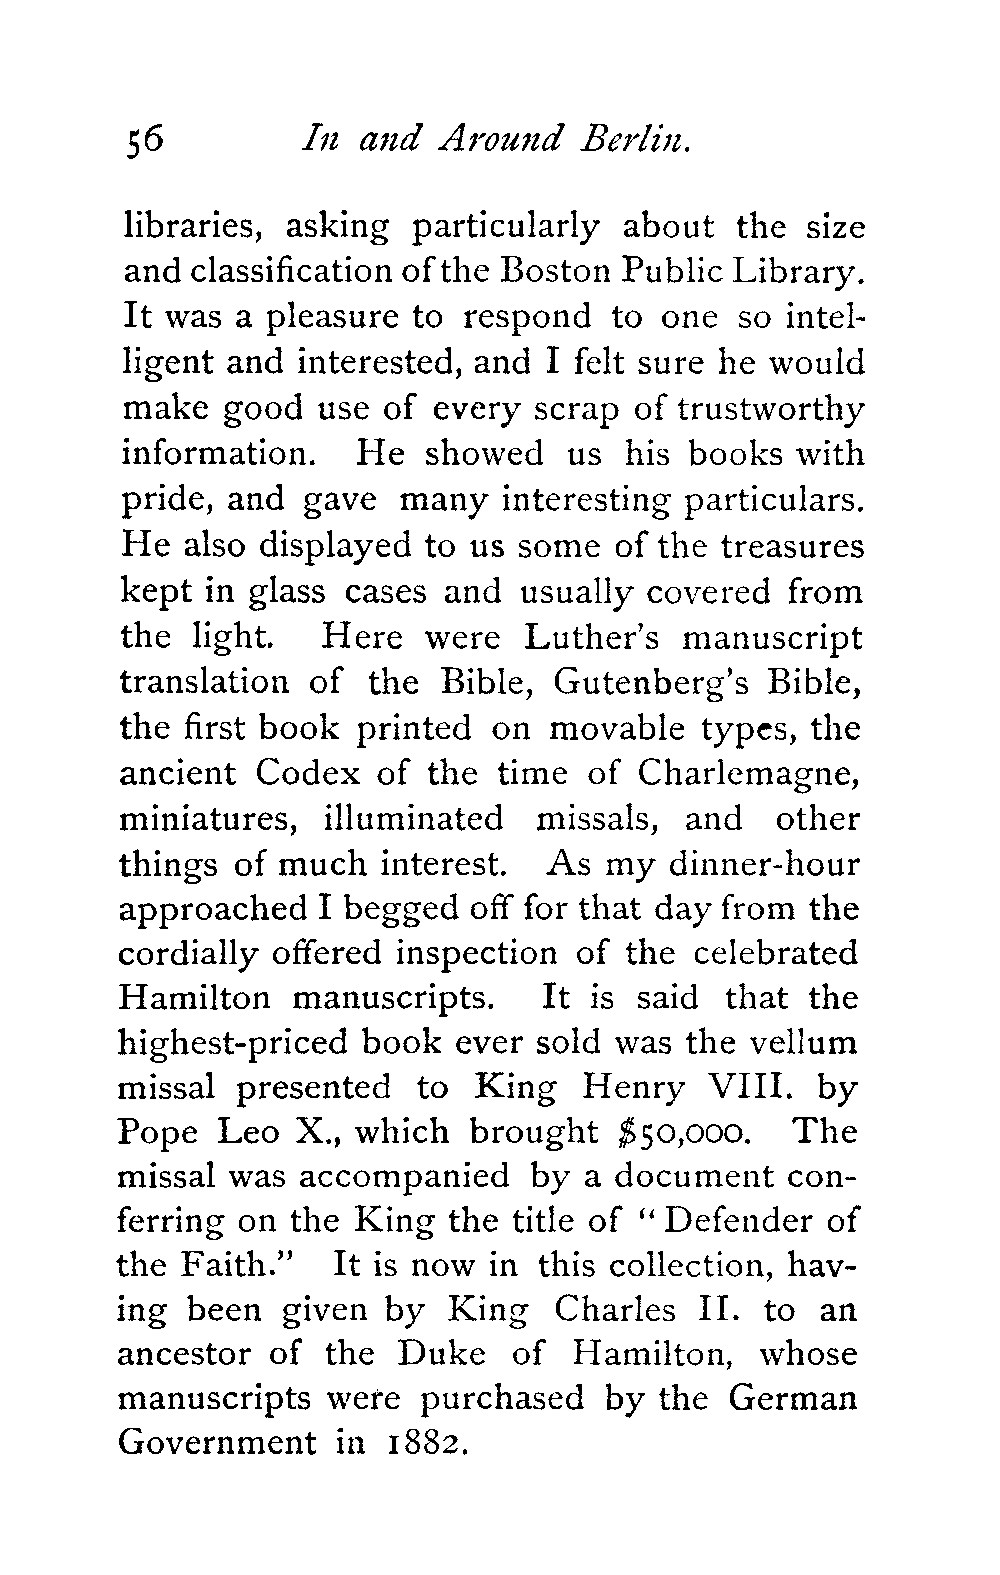 56 In and Around Berlin.
libraries, asking particularly about the size
and classification of the Boston Public Library.
It was a pleasure to respond to one so intel-
ligent and interested, and I felt sure he would
make good use of every scrap of trustworthy
information. He showed us his books with
pride, and gave many interesting particulars.
He also displayed to us some of the treasures
kept in glass cases and usually covered from
the light. Here were Luther's manuscript
translation of the Bible, Gutenberg's Bible,
the first book printed on movable types, the
ancient Codex of the time of Charlemagne,
miniatures, illuminated missals, and other
things of much interest. As my dinner-hour
approached I begged off for that day from the
cordially offered inspection of the celebrated
Hamilton manuscripts. It is said that the
highest-priced book ever sold was the vellum
missal presented to King Henry VIII. by
Pope Leo X., which brought $50,000. The
missal was accompanied by a document con-
ferring on the King the title of "Defender of
the Faith." It is now in this collection, hav-
ing been given by King Charles II. to an
ancestor of the Duke of Hamilton, whose
manuscripts were purchased by the German
Government in 1882.